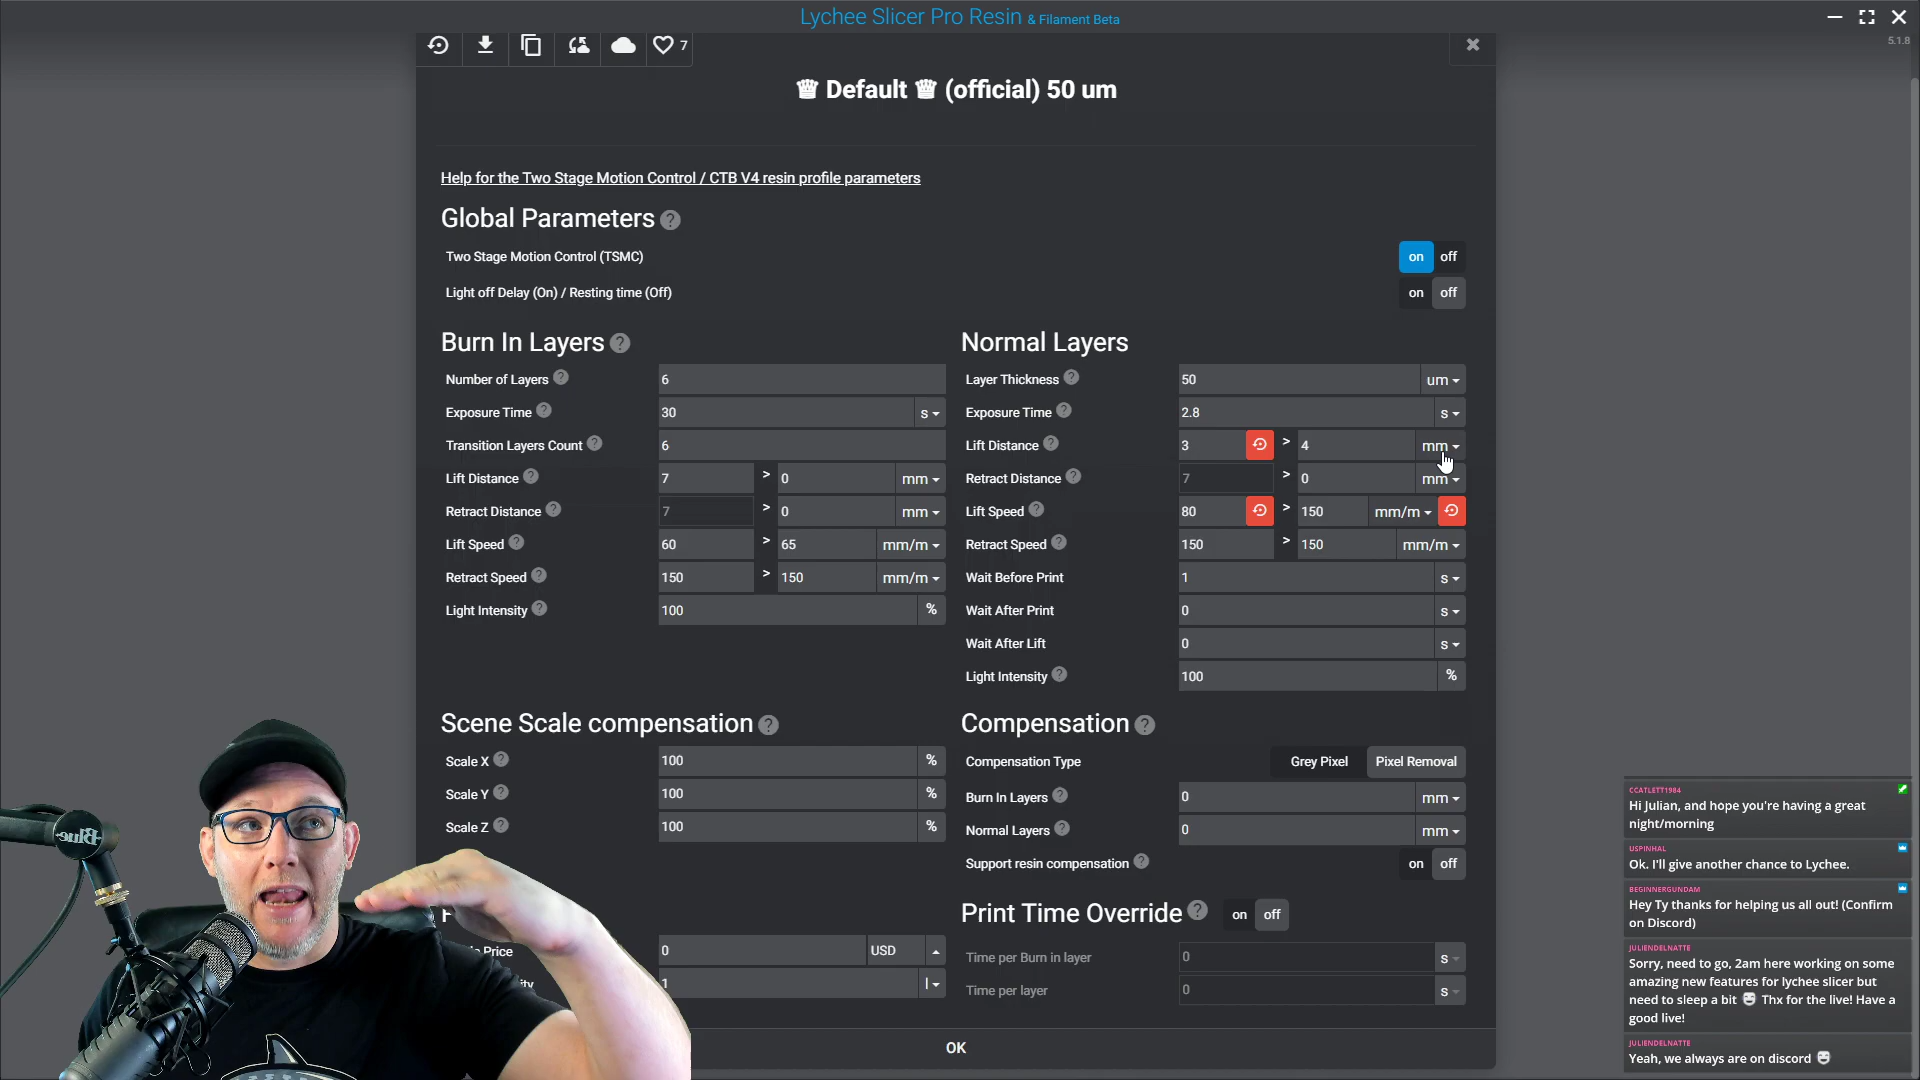 Lychee Slicer Pro Resin & Filament Beta
5.1.8
7
Default (official) 50 um
Help for the Two Stage Motion Control / CTB V4 resin profile parameters
Global Parameters ?
Two Stage Motion Control (TSMC) on off
Light off Delay (On) / Resting time (Off) on off
Burn In Layers ?
Number of Layers ? 6
Exposure Time ? 30 s
Transition Layers Count ? 6
Lift Distance ? 7 > 0 mm
Retract Distance ? 7 > 0 mm
Lift Speed ? 60 > 65 mm/m
Retract Speed ? 150 > 150 mm/m
Light Intensity ? 100 %
Normal Layers
Layer Thickness ? 50 um
Exposure Time ? 2.8 s
Lift Distance ? 3 > 4 mm
Retract Distance ? 7 > 0 mm
Lift Speed ? 80 > 150 mm/m
Retract Speed ? 150 > 150 mm/m
Wait Before Print 1 s
Wait After Print 0 s
Wait After Lift 0 s
Light Intensity ? 100 %
Scene Scale compensation ?
Scale X ? 100 %
Scale Y ? 100 %
Scale Z ? 100 %
Compensation ?
Compensation Type Grey Pixel Pixel Removal
Burn In Layers ? 0 mm
Normal Layers ? 0 mm
Support resin compensation ? on off
Price 0 USD
1 l
Print Time Override ? on off
Time per Burn in layer 0 s
Time per layer 0 s
OK
Blue
CCATLETT1984
Hi Julian, and hope you're having a great
night/morning
USPINHAL
Ok. I'll give another chance to Lychee.
BEGINNERGUNDAM
Hey Ty thanks for helping us all out! (Confirm
on Discord)
JULIENDELNATTE
Sorry, need to go, 2am here working on some
amazing new features for lychee slicer but
need to sleep a bit Thx for the live! Have a
good live!
JULIENDELNATTE
Yeah, we always are on discord